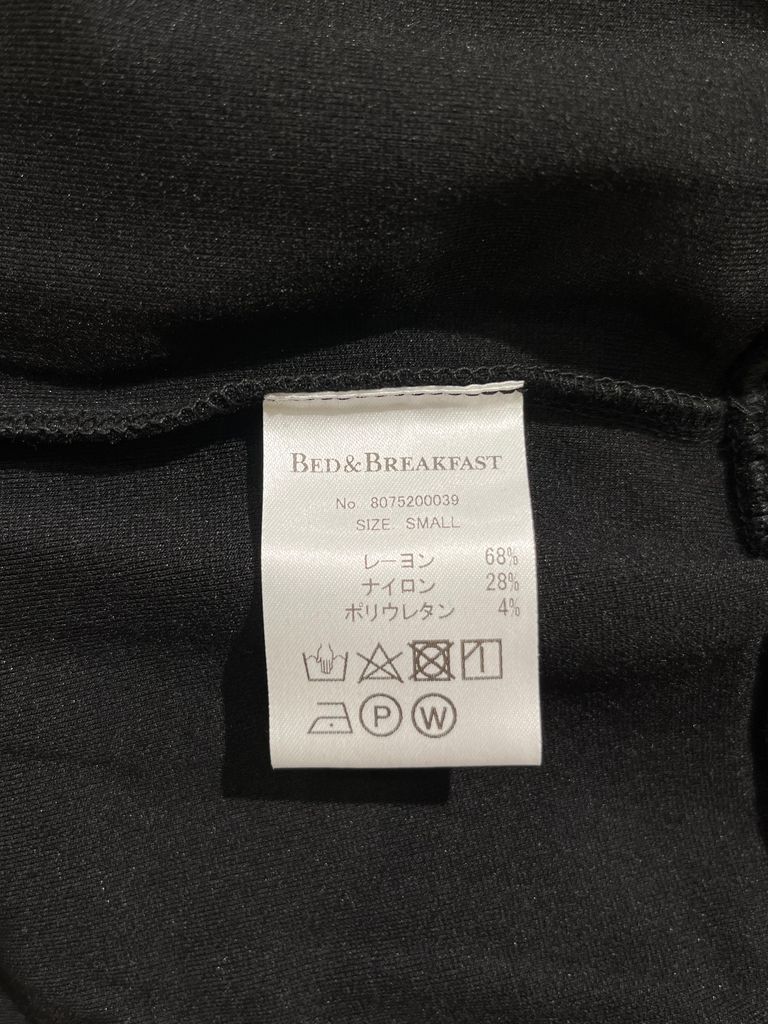 BED&BREAKFAST
No. 8075200039
SIZE. SMALL
レーヨン 68%
ナイロン 28%
ポリウレタン 4%
P W